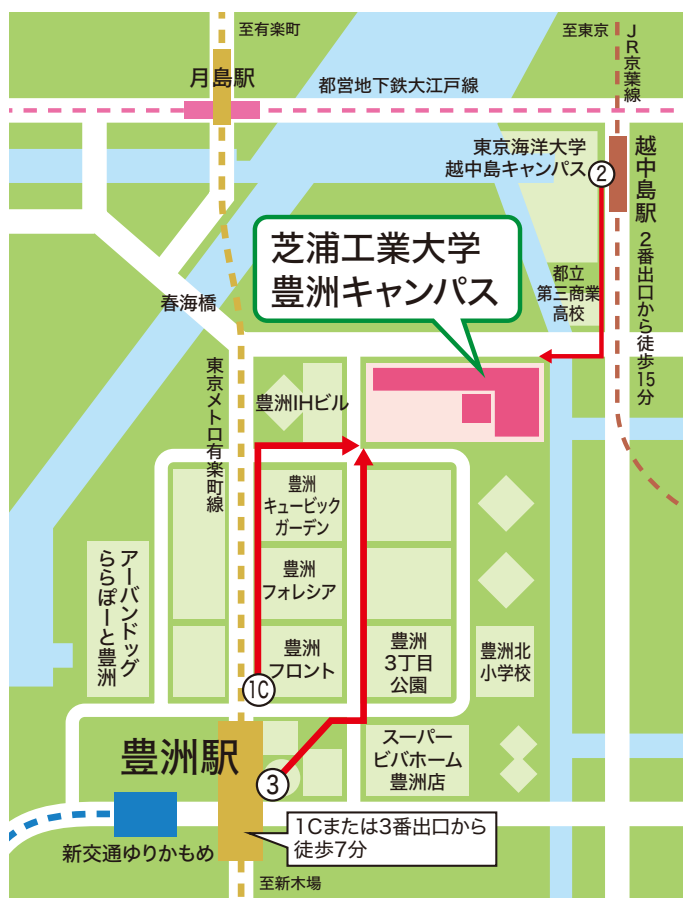 至有楽町
至東京
JR京葉線
月島駅
都営地下鉄大江戸線
東京海洋大学
越中島キャンパス
2
越中島駅
2番出口から徒歩15分
芝浦工業大学
豊洲キャンパス
都立
第三商業
高校
春海橋
東京メトロ有楽町線
豊洲IHビル
豊洲
キュービック
ガーデン
豊洲
フォレシア
アーバンドッグ
ららぽーと豊洲
豊洲
フロント
豊洲
3丁目
公園
豊洲北
小学校
1C
豊洲駅
3
スーパー
ビバホーム
豊洲店
1Cまたは3番出口から
徒歩7分
新交通ゆりかもめ
至新木場